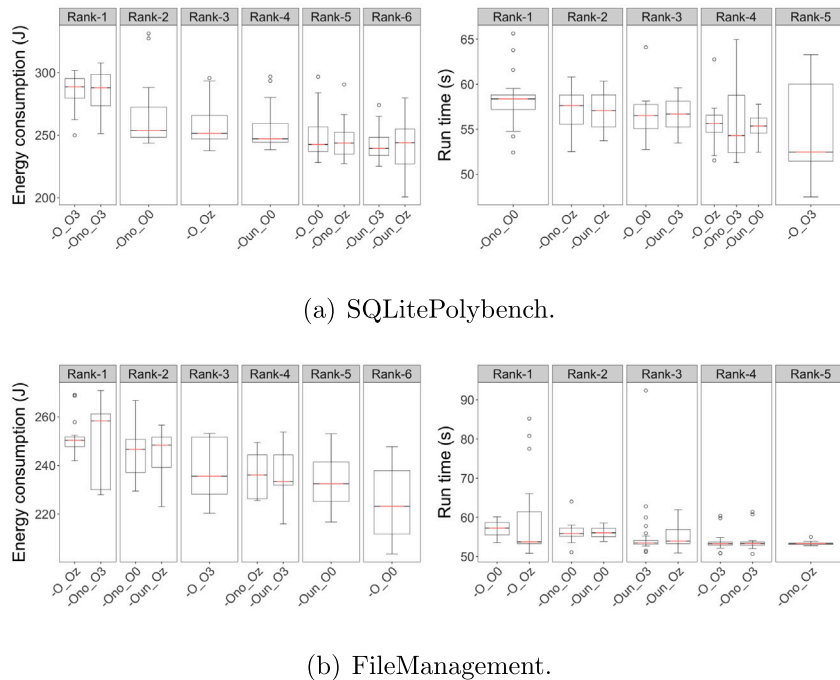 Rank-1 Rank-2 Rank-3 Rank-4 Rank-5 Rank-6
Energy consumption (J)
300
250
200
-O_O3 -Ono_O3 -Ono_O0 -O_Oz -Oun_O0 -O_O0 -Ono_Oz -Oun_O3 -Oun_Oz
Rank-1 Rank-2 Rank-3 Rank-4 Rank-5
Run time (s)
65
60
55
50
-Ono_O0 -Ono_Oz -Oun_Oz -O_O0 -Oun_O3 -O_Oz -Ono_O3 -Oun_O0 -O_O3
(a) SQLitePolybench.
Rank-1 Rank-2 Rank-3 Rank-4 Rank-5 Rank-6
Energy consumption (J)
260
240
220
-O_Oz -Ono_O3 -Ono_O0 -Oun_Oz -O_O3 -Ono_Oz -Oun_O3 -Oun_O0 -O_O0
Rank-1 Rank-2 Rank-3 Rank-4 Rank-5
Run time (s)
90
80
70
60
50
-O_O0 -O_Oz -Ono_O0 -Oun_O0 -Oun_O3 -Oun_Oz -O_O3 -Ono_O3 -Ono_Oz
(b) FileManagement.